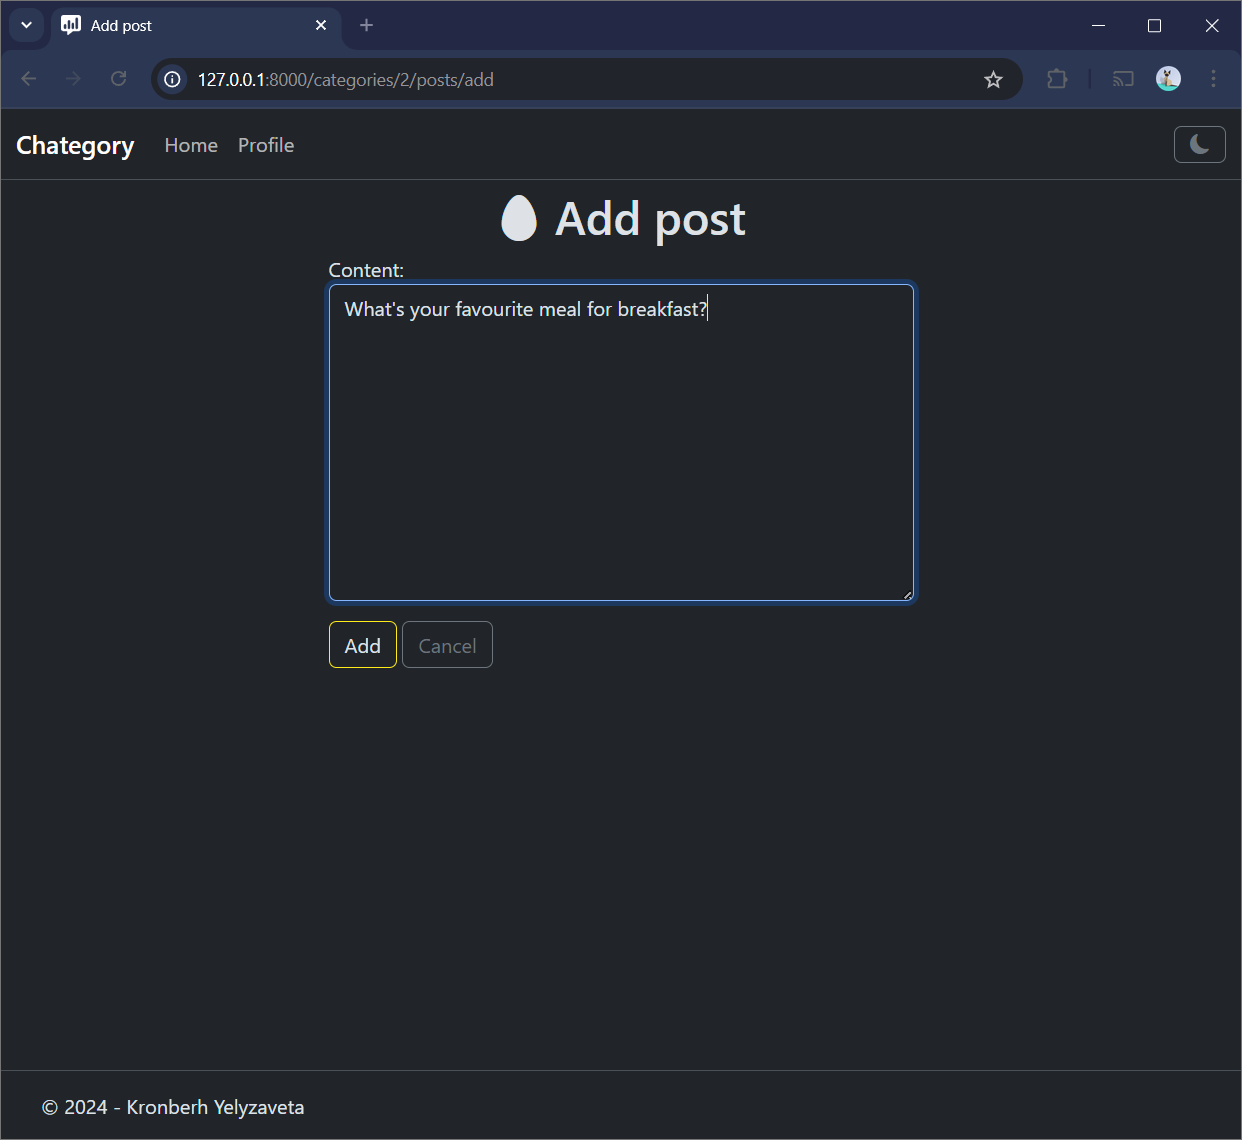 Add post
127.0.0.1:8000/categories/2/posts/add
Chategory Home Profile
Add post
Content:
What's your favourite meal for breakfast?
Add Cancel
© 2024 - Kronberh Yelyzaveta